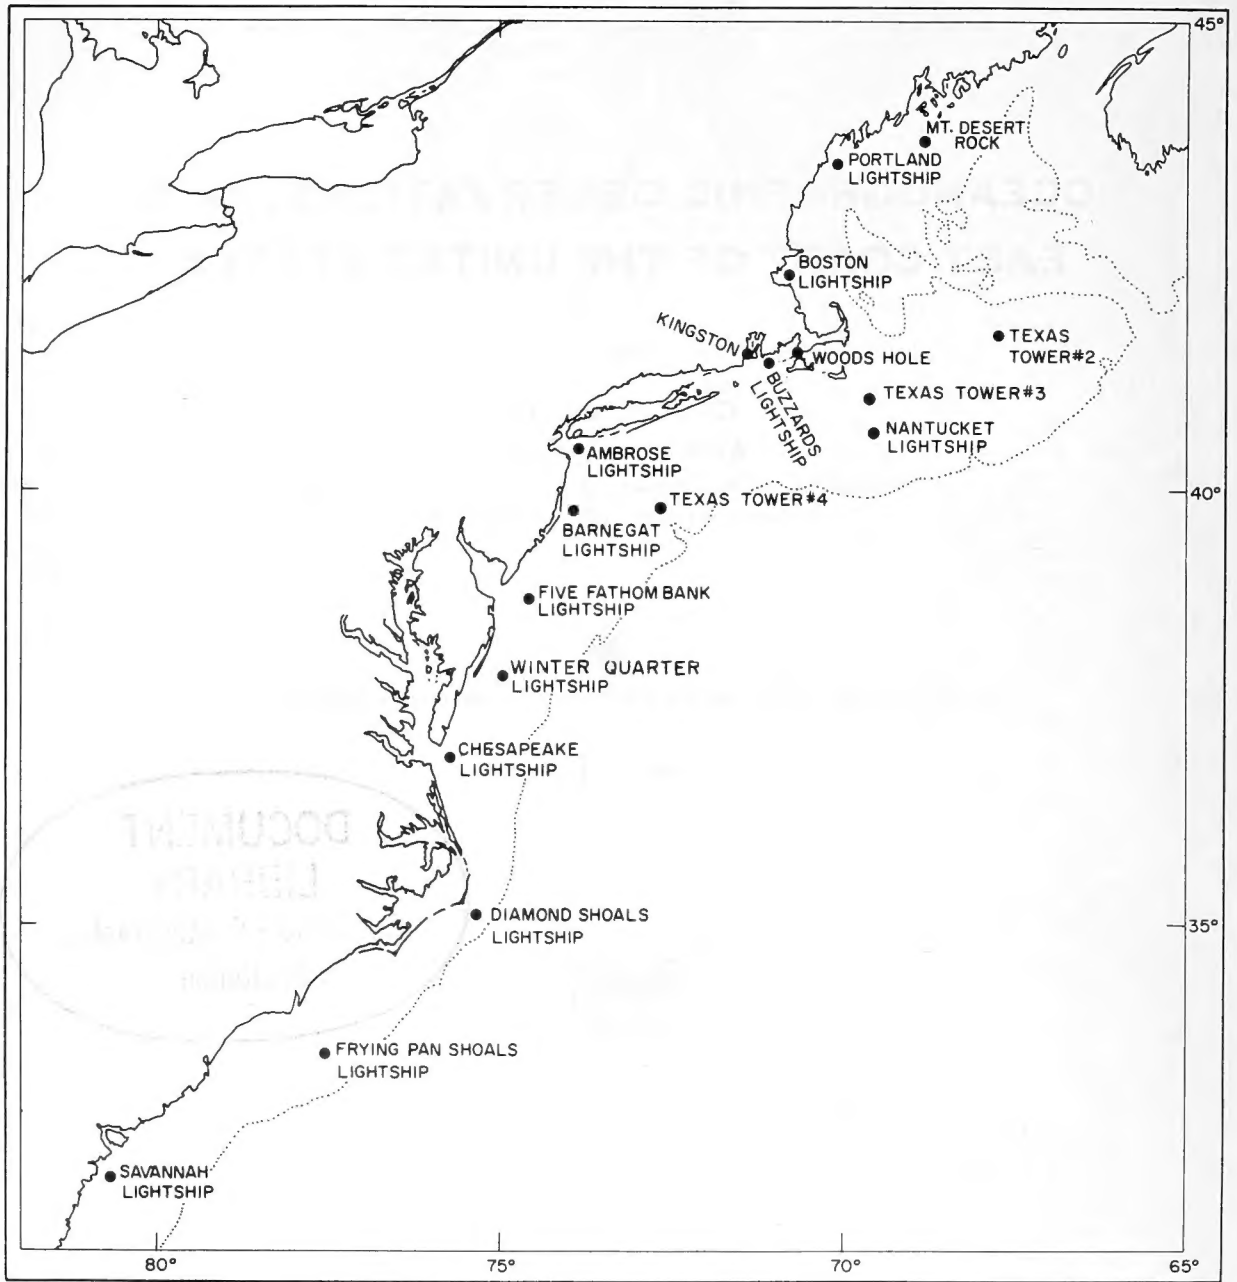 45°
MT. DESERT
ROCK
PORTLAND
LIGHTSHIP
BOSTON
LIGHTSHIP
KINGSTON
WOODS HOLE
BUZZARDS
LIGHTSHIP
TEXAS
TOWER#2
TEXAS TOWER#3
NANTUCKET
LIGHTSHIP
AMBROSE
LIGHTSHIP
40°
TEXAS TOWER#4
BARNEGAT
LIGHTSHIP
FIVE FATHOM BANK
LIGHTSHIP
WINTER QUARTER
LIGHTSHIP
CHESAPEAKE
LIGHTSHIP
DOCUMENT
LIBRARY
DIAMOND SHOALS
LIGHTSHIP
35°
FRYING PAN SHOALS
LIGHTSHIP
SAVANNAH
LIGHTSHIP
80°
75°
70°
65°